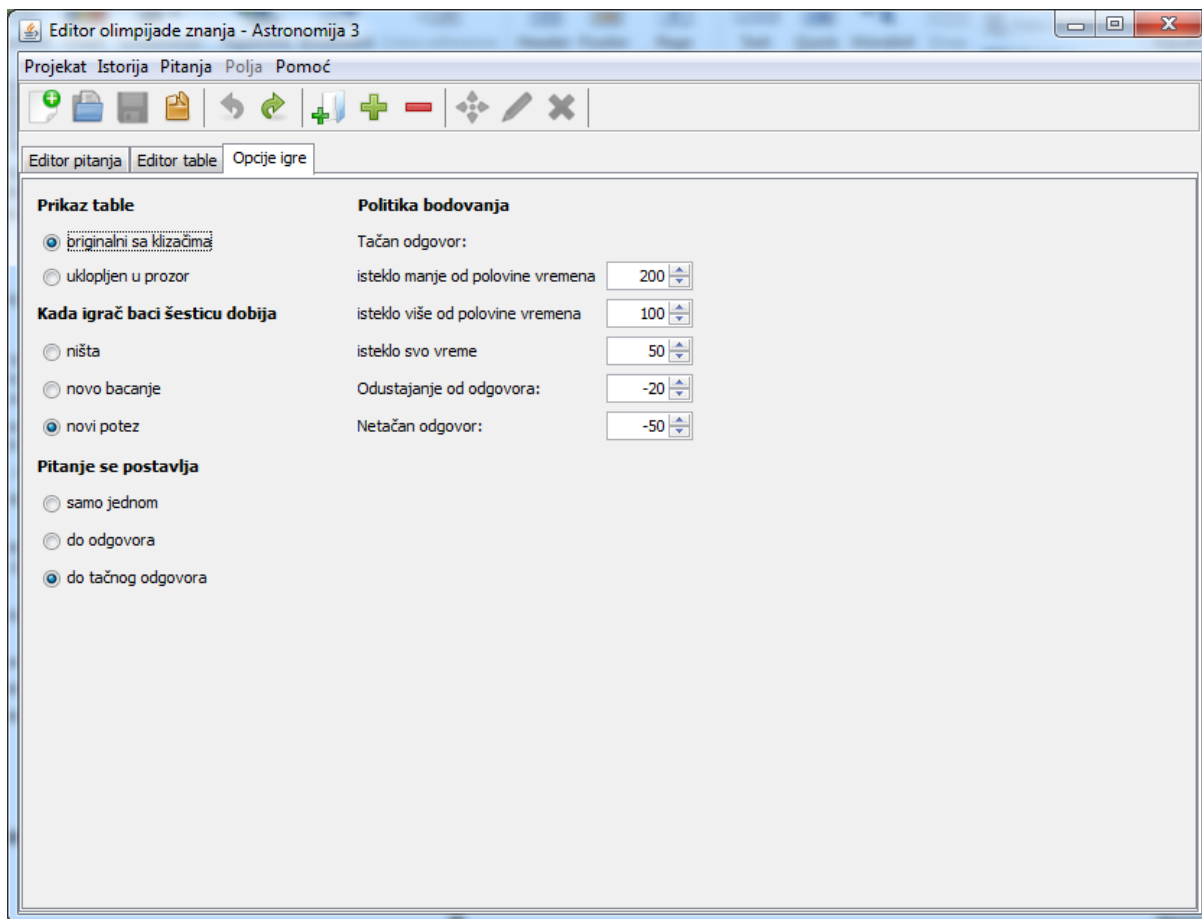 Editor olimpijade znanja - Astronomija 3
Projekat Istorija Pitanja Polja Pomoć
Editor pitanja Editor table Opcije igre
Prikaz table
originalni sa klizačima
uklopljen u prozor
Kada igrač baci šesticu dobija
ništa
novo bacanje
novi potez
Pitanje se postavlja
samo jednom
do odgovora
do tačnog odgovora
Politika bodovanja
Tačan odgovor:
isteklo manje od polovine vremena 200
isteklo više od polovine vremena 100
isteklo svo vreme 50
Odustajanje od odgovora: -20
Netačan odgovor: -50